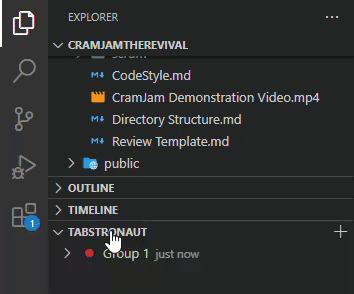 EXPLORER
CRAMJAMTHEREVIVAL
CodeStyle.md
CramJam Demonstration Video.mp4
Directory Structure.md
Review Template.md
public
OUTLINE
TIMELINE
TABSTRONAUT
Group 1 just now
1